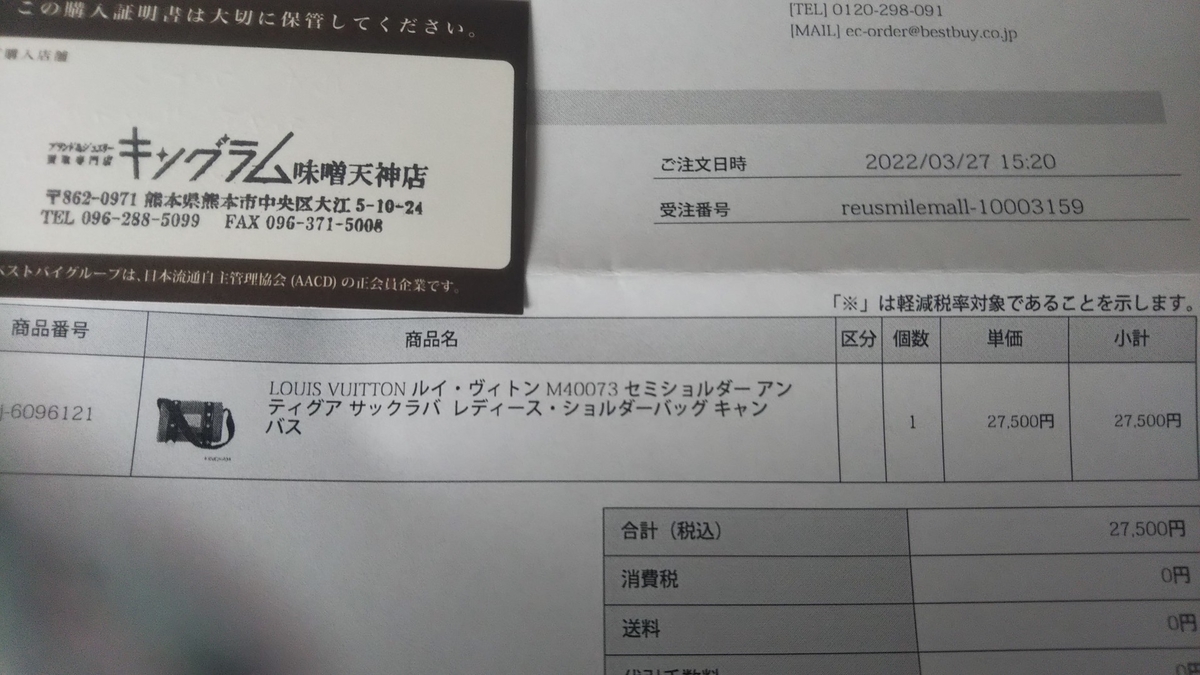 この購入証明書は大切に保管してください。
購入店舗
ブランド&ジュエリー
買取専門店
キングラム味噌天神店
〒862-0971 熊本県熊本市中央区大江 5-10-24
TEL 096-288-5099 FAX 096-371-5008
ベストバイグループは、日本流通自主管理協会 (AACD) の正会員企業です。
[TEL] 0120-298-091
[MAIL] ec-order@bestbuy.co.jp
ご注文日時 2022/03/27 15:20
受注番号 reusmilemall-10003159
「※」は軽減税率対象であることを示します。
商品番号 商品名 区分 個数 単価 小計
j-6096121
LOUIS VUITTON ルイ・ヴィトン M40073 セミショルダー アン
ティグア サックラバ レディース・ショルダーバッグ キャン
バス
1 27,500円 27,500円
合計（税込） 27,500円
消費税 0円
送料 0円
代引手数料 0円